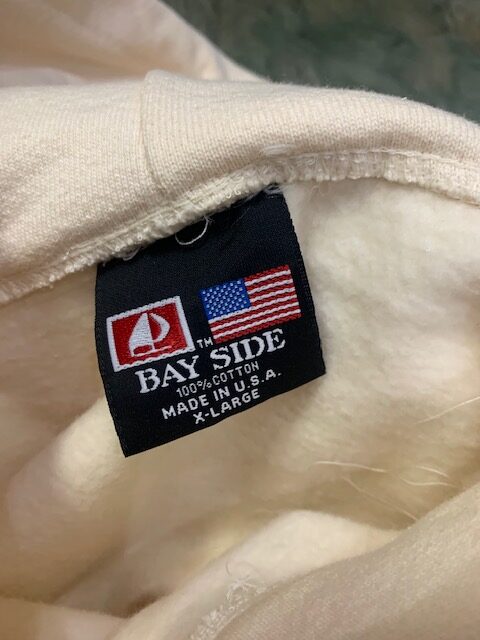 ™
BAY SIDE
100% COTTON
MADE IN U.S.A.
X-LARGE